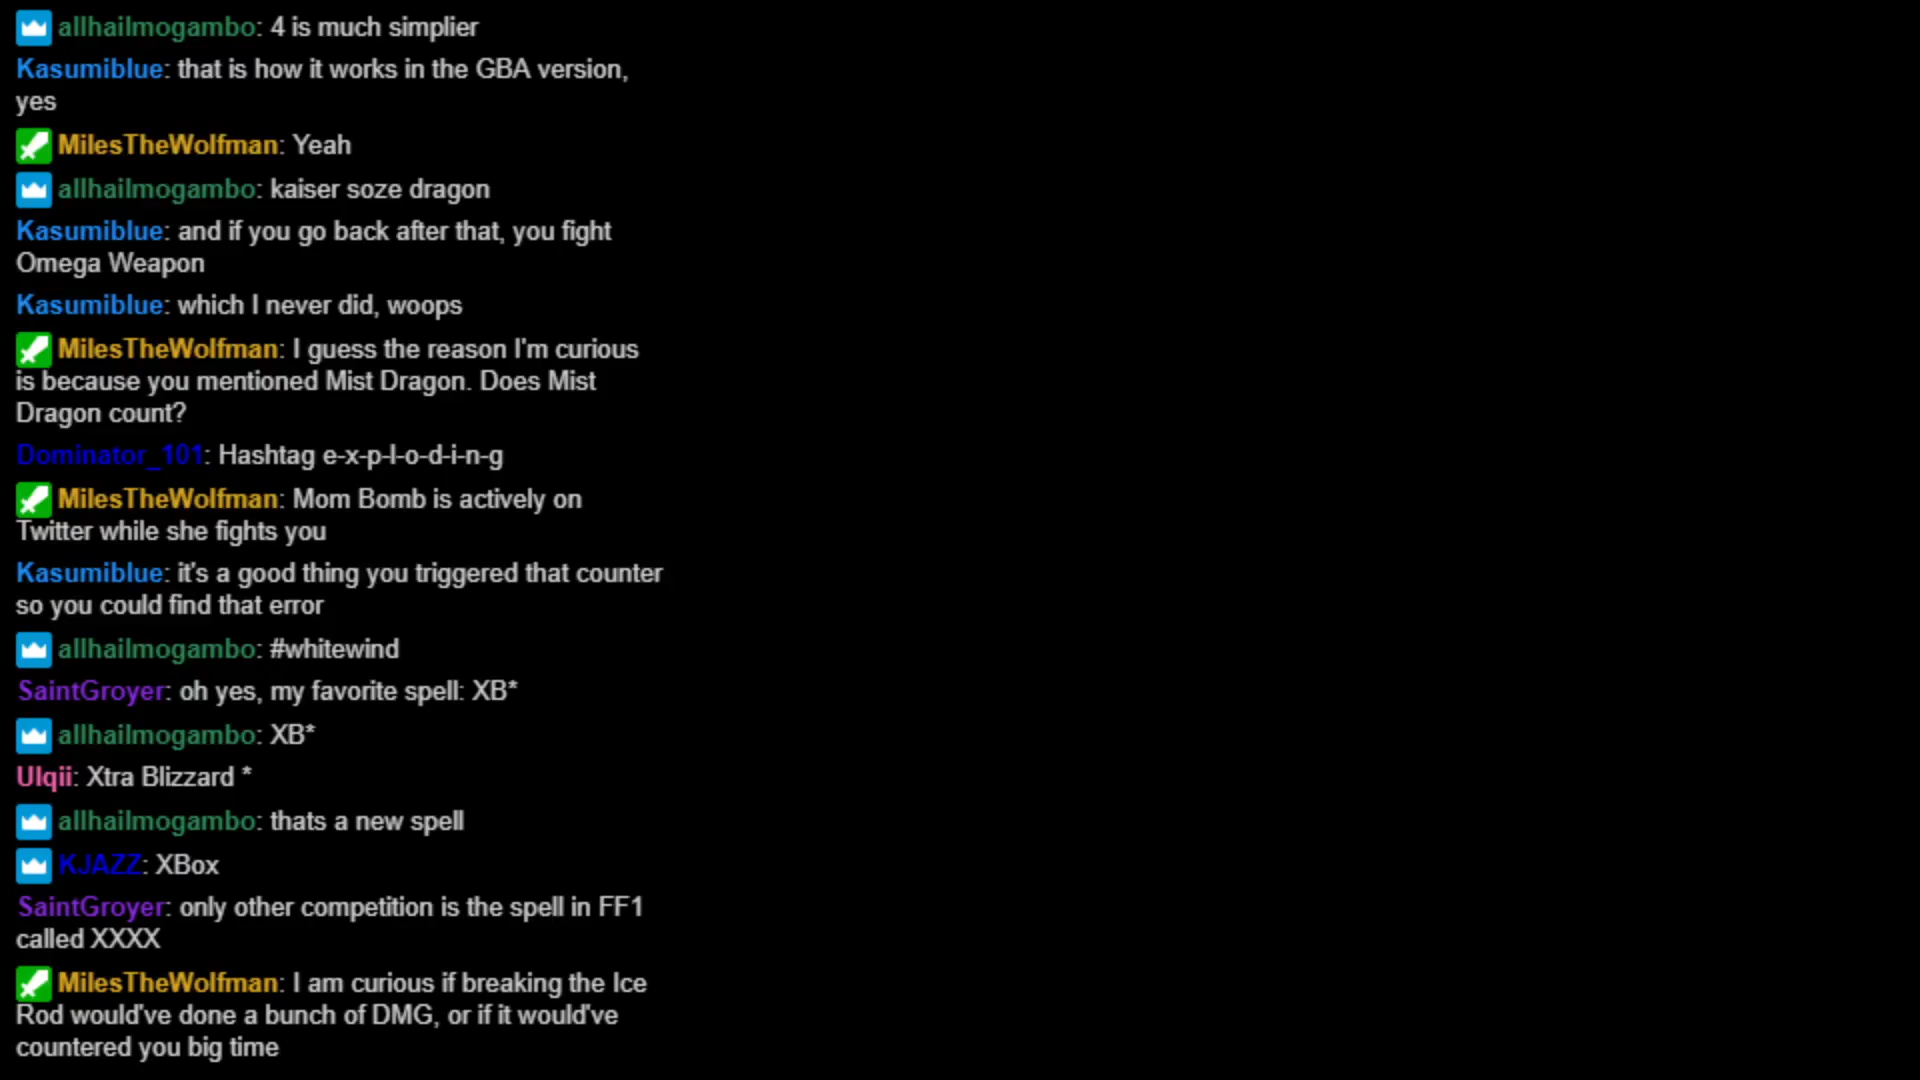 allhailmogambo: 4 is much simplier
Kasumiblue: that is how it works in the GBA version,
yes
MilesTheWolfman: Yeah
allhailmogambo: kaiser soze dragon
Kasumiblue: and if you go back after that, you fight
Omega Weapon
Kasumiblue: which I never did, woops
MilesTheWolfman: I guess the reason I'm curious
is because you mentioned Mist Dragon. Does Mist
Dragon count?
Dominator_101: Hashtag e-x-p-l-o-d-i-n-g
MilesTheWolfman: Mom Bomb is actively on
Twitter while she fights you
Kasumiblue: it's a good thing you triggered that counter
so you could find that error
allhailmogambo: #whitewind
SaintGroyer: oh yes, my favorite spell: XB*
allhailmogambo: XB*
Ulqii: Xtra Blizzard *
allhailmogambo: thats a new spell
KJAZZ: XBox
SaintGroyer: only other competition is the spell in FF1
called XXXX
MilesTheWolfman: I am curious if breaking the Ice
Rod would've done a bunch of DMG, or if it would've
countered you big time